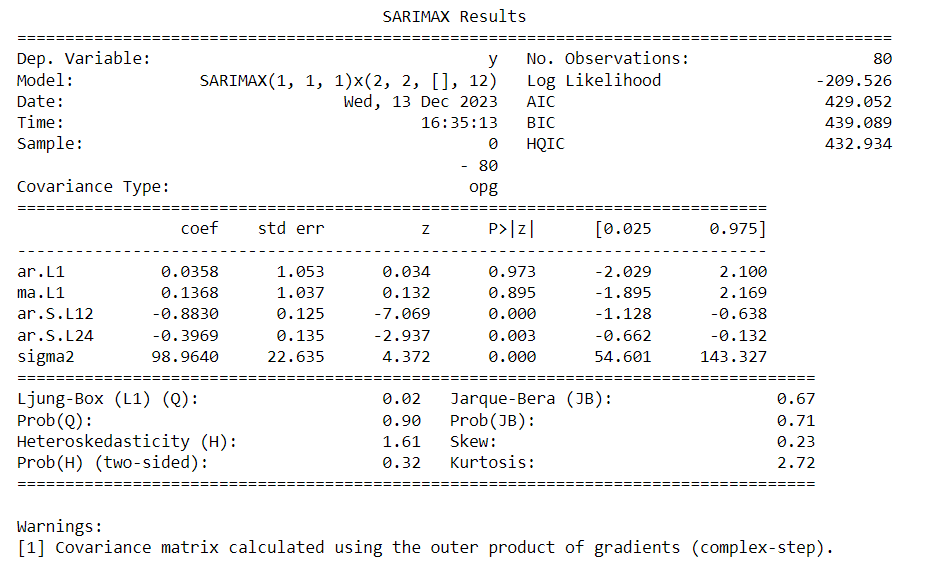 SARIMAX Results
==========================================================================================
Dep. Variable: y No. Observations: 80
Model: SARIMAX(1, 1, 1)x(2, 2, [], 12) Log Likelihood -209.526
Date: Wed, 13 Dec 2023 AIC 429.052
Time: 16:35:13 BIC 439.089
Sample: 0 HQIC 432.934
- 80
Covariance Type: opg
==============================================================================
coef std err z P>|z| [0.025 0.975]
------------------------------------------------------------------------------
ar.L1 0.0358 1.053 0.034 0.973 -2.029 2.100
ma.L1 0.1368 1.037 0.132 0.895 -1.895 2.169
ar.S.L12 -0.8830 0.125 -7.069 0.000 -1.128 -0.638
ar.S.L24 -0.3969 0.135 -2.937 0.003 -0.662 -0.132
sigma2 98.9640 22.635 4.372 0.000 54.601 143.327
===================================================================================
Ljung-Box (L1) (Q): 0.02 Jarque-Bera (JB): 0.67
Prob(Q): 0.90 Prob(JB): 0.71
Heteroskedasticity (H): 1.61 Skew: 0.23
Prob(H) (two-sided): 0.32 Kurtosis: 2.72
===================================================================================
Warnings:
[1] Covariance matrix calculated using the outer product of gradients (complex-step).